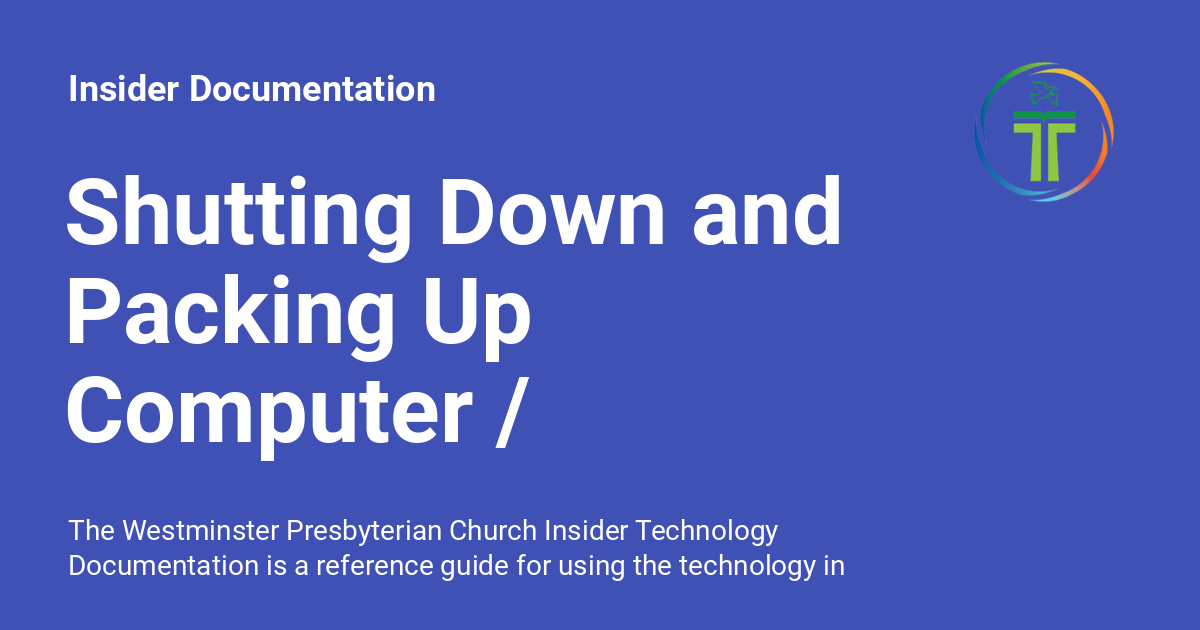 Insider Documentation
Shutting Down and
Packing Up
Computer /
The Westminster Presbyterian Church Insider Technology
Documentation is a reference guide for using the technology in